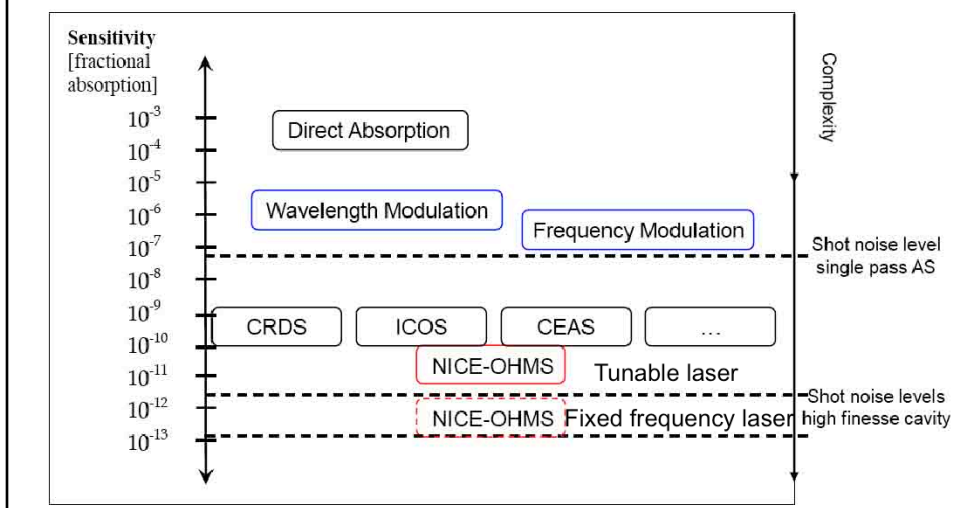 Sensitivity
[fractional
absorption]
10⁻³
10⁻⁴
10⁻⁵
10⁻⁶
10⁻⁷
10⁻⁸
10⁻⁹
10⁻¹⁰
10⁻¹¹
10⁻¹²
10⁻¹³
Direct Absorption
Wavelength Modulation
Frequency Modulation
CRDS
ICOS
CEAS
...
NICE-OHMS
Tunable laser
NICE-OHMS
Fixed frequency laser
Complexity
Shot noise level
single pass AS
Shot noise levels
high finesse cavity